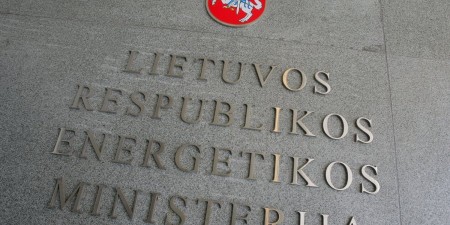 LIETUVOS
RESPUBLIKOS
ENERGETIKOS
MINISTERIJA